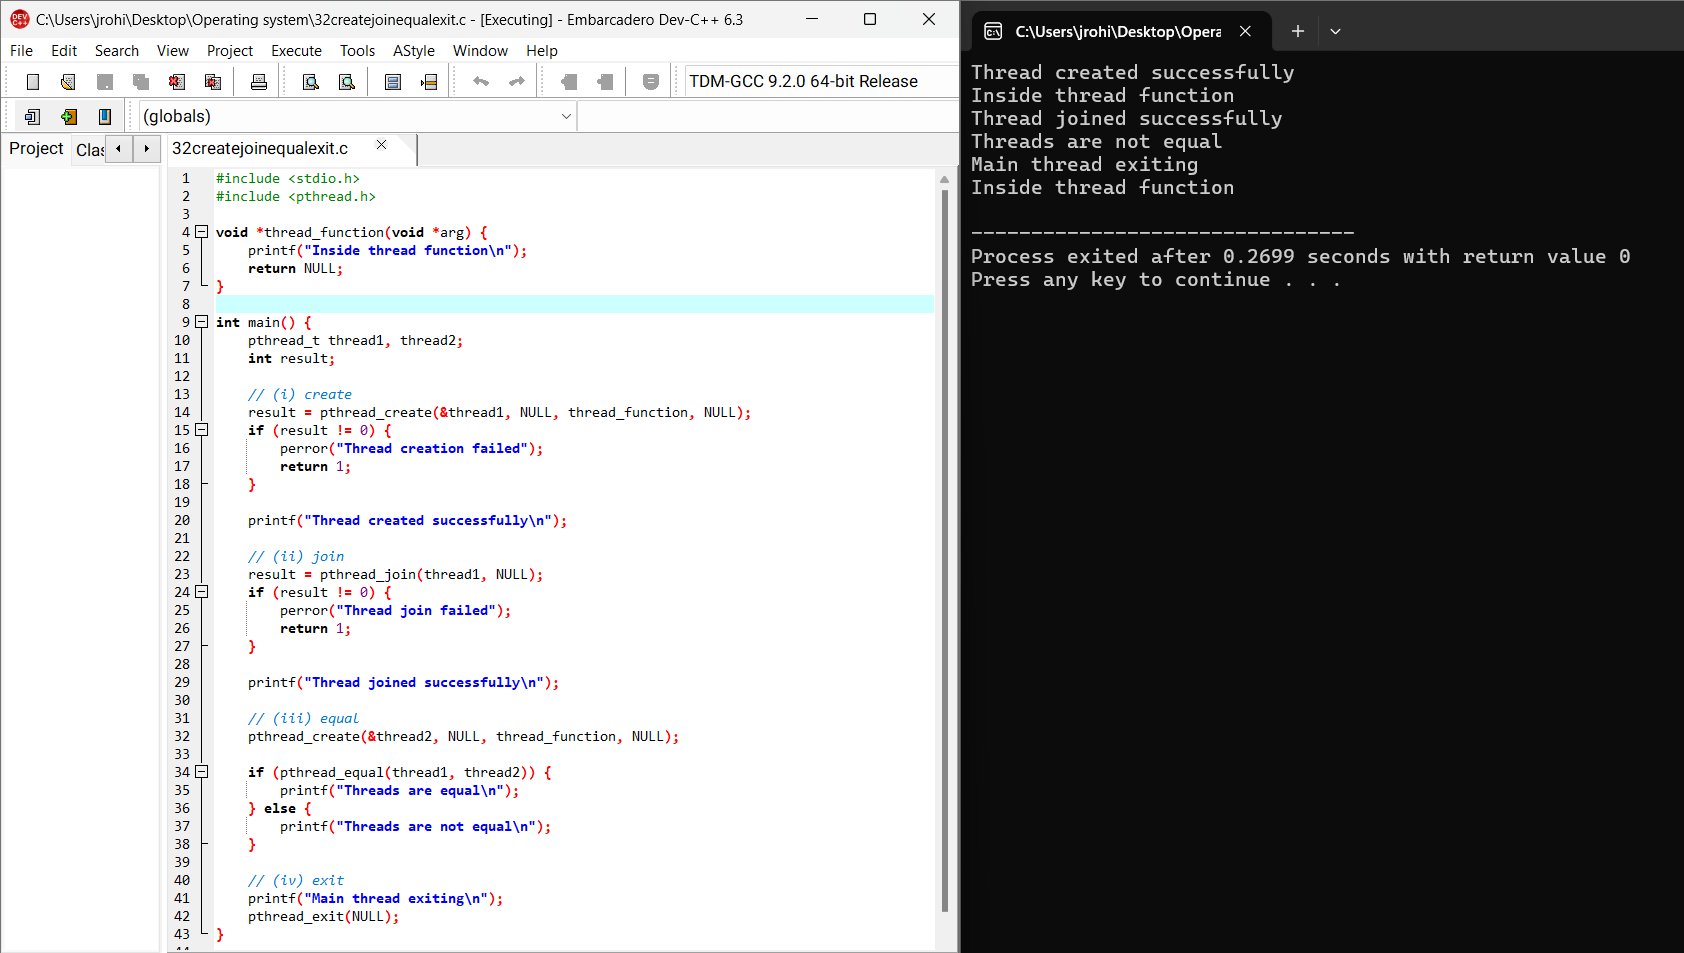 C:\Users\jrohi\Desktop\Operating system\32createjoinequalexit.c - [Executing] - Embarcadero Dev-C++ 6.3
File Edit Search View Project Execute Tools AStyle Window Help
TDM-GCC 9.2.0 64-bit Release
(globals)
Project Clas 32createjoinequalexit.c
1 #include <stdio.h>
2 #include <pthread.h>
3
4 void *thread_function(void *arg) {
5     printf("Inside thread function\n");
6     return NULL;
7 }
8
9 int main() {
10     pthread_t thread1, thread2;
11     int result;
12
13     // (i) create
14     result = pthread_create(&thread1, NULL, thread_function, NULL);
15     if (result != 0) {
16         perror("Thread creation failed");
17         return 1;
18     }
19
20     printf("Thread created successfully\n");
21
22     // (ii) join
23     result = pthread_join(thread1, NULL);
24     if (result != 0) {
25         perror("Thread join failed");
26         return 1;
27     }
28
29     printf("Thread joined successfully\n");
30
31     // (iii) equal
32     pthread_create(&thread2, NULL, thread_function, NULL);
33
34     if (pthread_equal(thread1, thread2)) {
35         printf("Threads are equal\n");
36     } else {
37         printf("Threads are not equal\n");
38     }
39
40     // (iv) exit
41     printf("Main thread exiting\n");
42     pthread_exit(NULL);
43 }
C:\Users\jrohi\Desktop\Opera
Thread created successfully
Inside thread function
Thread joined successfully
Threads are not equal
Main thread exiting
Inside thread function
--------------------------------
Process exited after 0.2699 seconds with return value 0
Press any key to continue . . .